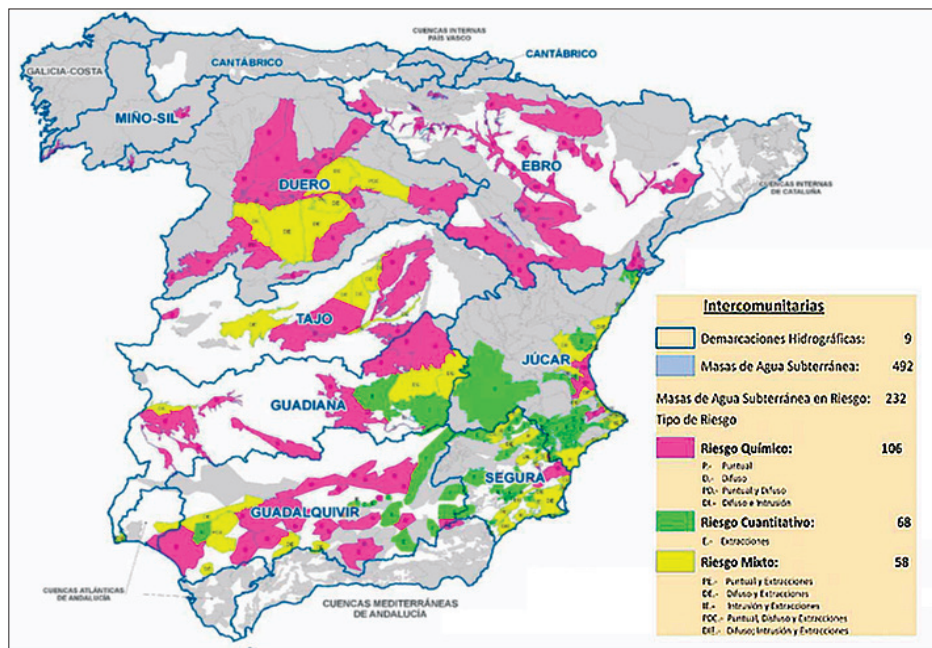 CUENCAS INTERNAS
PAÍS VASCO
CANTÁBRICO
CANTÁBRICO
GALICIA-COSTA
MIÑO-SIL
EBRO
DUERO
CUENCAS INTERNAS
DE CATALUÑA
TAJO
JÚCAR
GUADIANA
SEGURA
GUADALQUIVIR
CUENCAS ATLÁNTICAS
DE ANDALUCÍA
CUENCAS MEDITERRÁNEAS
DE ANDALUCÍA
Intercomunitarias
Demarcaciones Hidrográficas: 9
Masas de Agua Subterránea: 492
Masas de Agua Subterránea en Riesgo: 232
Tipo de Riesgo
Riesgo Químico: 106
P.- Puntual
D.- Difuso
PD.- Puntual y Difuso
DI.- Difuso e Intrusión
Riesgo Cuantitativo: 68
E.- Extracciones
Riesgo Mixto: 58
PE.- Puntual y Extracciones
DE.- Difuso y Extracciones
IE.- Intrusión y Extracciones
PDE.- Puntual, Difuso y Extracciones
DIE.- Difuso; Intrusión y Extracciones